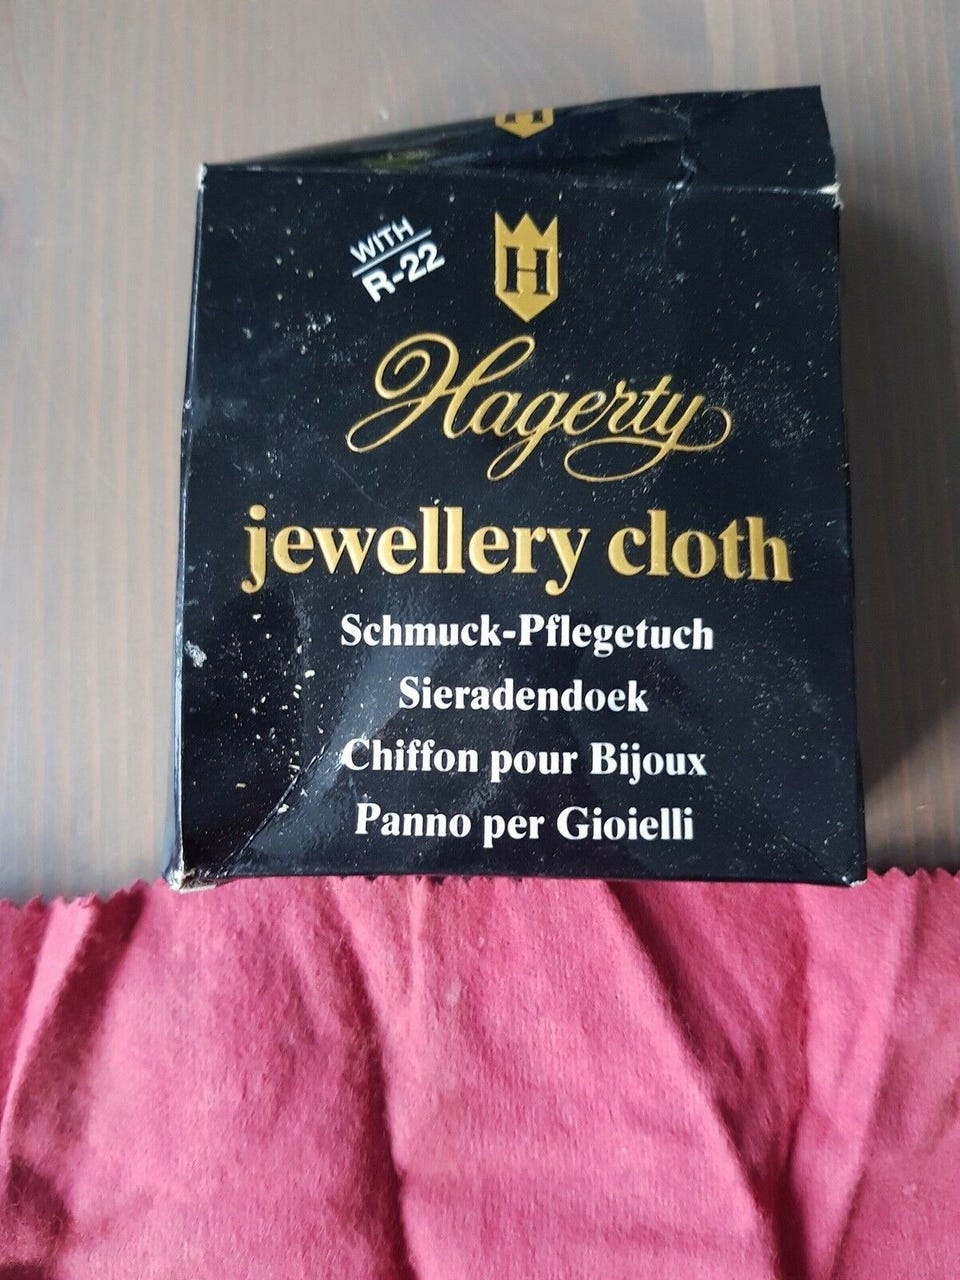 H
WITH
R-22
H
Hagerty
jewellery cloth
Schmuck-Pflegetuch
Sieradendoek
Chiffon pour Bijoux
Panno per Gioielli